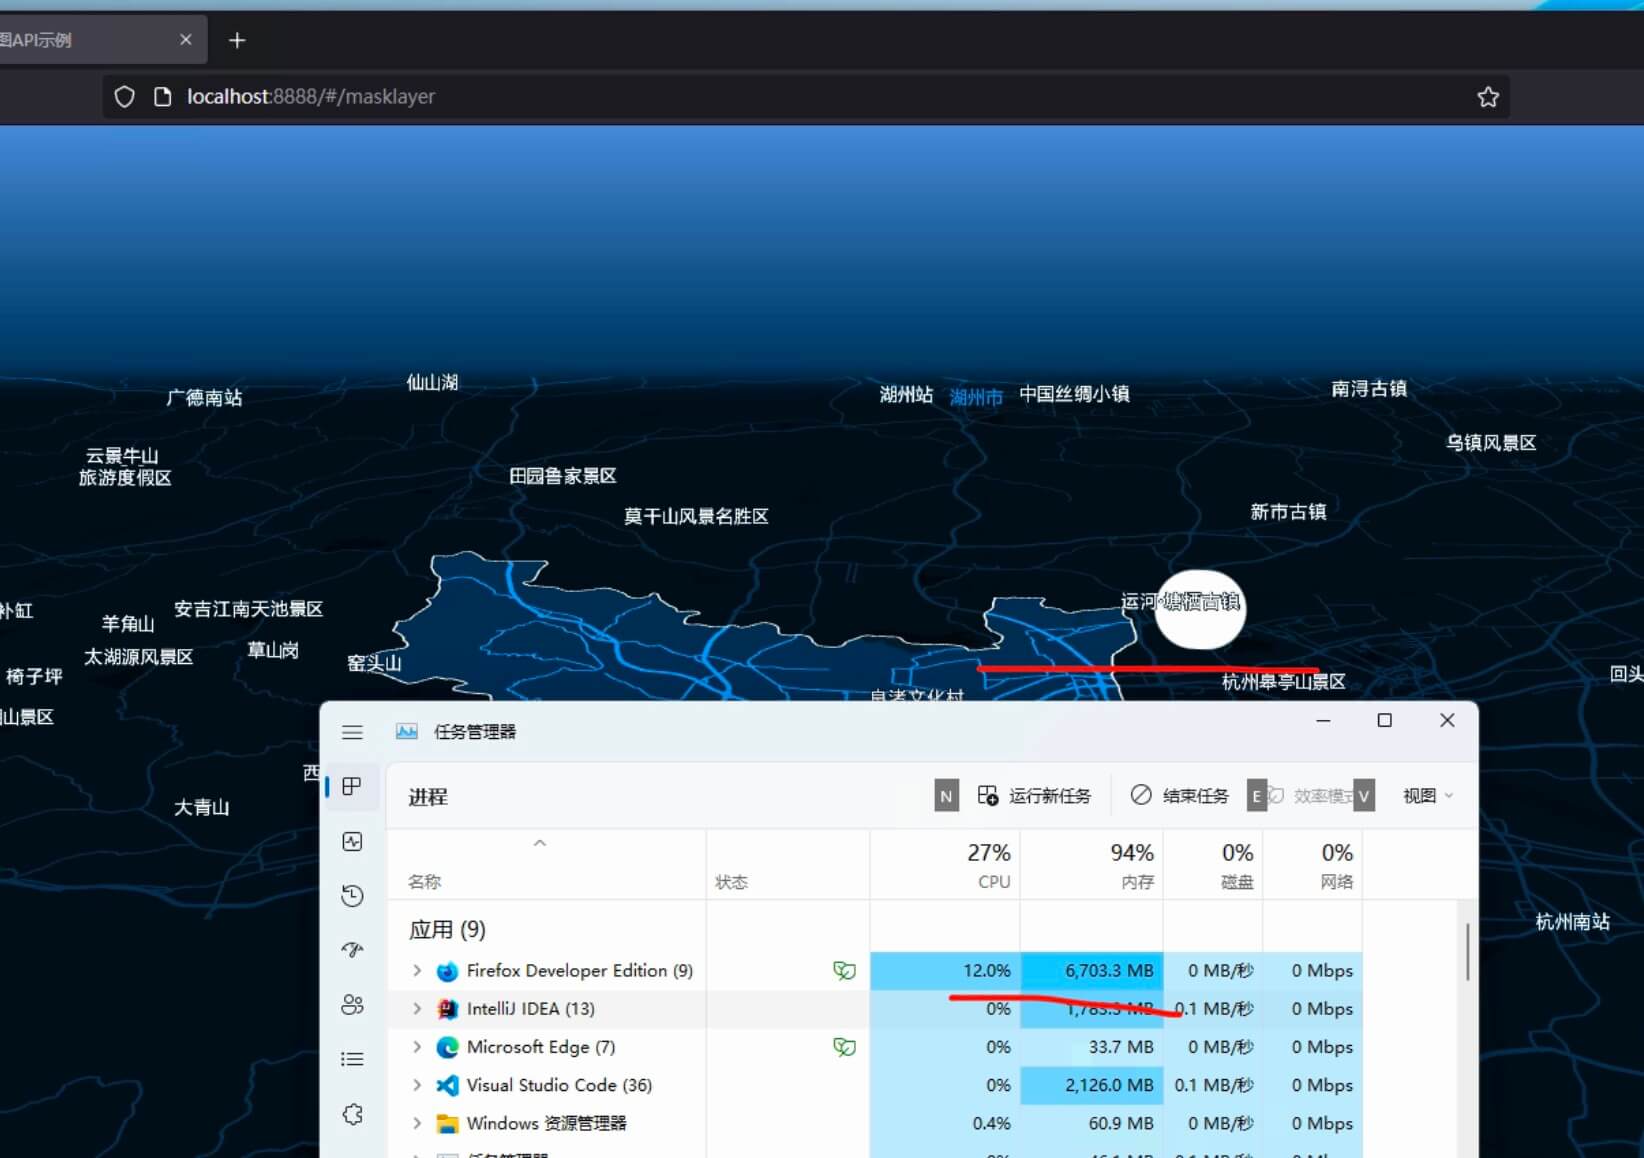 图API示例
localhost:8888/#/masklayer
仙山湖
广德南站
湖州站
湖州市
中国丝绸小镇
南浔古镇
乌镇风景区
云景牛山
旅游度假区
田园鲁家景区
莫干山风景名胜区
新市古镇
补缸
安吉江南天池景区
羊角山
运河·塘栖古镇
太湖源风景区
草山岗
窑头山
椅子坪
回头
杭州皋亭山景区
良渚文化村
山景区
西
大青山
杭州南站
任务管理器
进程
N
运行新任务
结束任务
E
效率模式
V
视图
27%
94%
0%
0%
名称
状态
CPU
内存
磁盘
网络
应用 (9)
Firefox Developer Edition (9) 12.0% 6,703.3 MB 0 MB/秒 0 Mbps
IntelliJ IDEA (13) 0% 1,783.3 MB 0.1 MB/秒 0 Mbps
Microsoft Edge (7) 0% 33.7 MB 0 MB/秒 0 Mbps
Visual Studio Code (36) 0% 2,126.0 MB 0.1 MB/秒 0 Mbps
Windows 资源管理器 0.4% 60.9 MB 0 MB/秒 0 Mbps
任务管理器